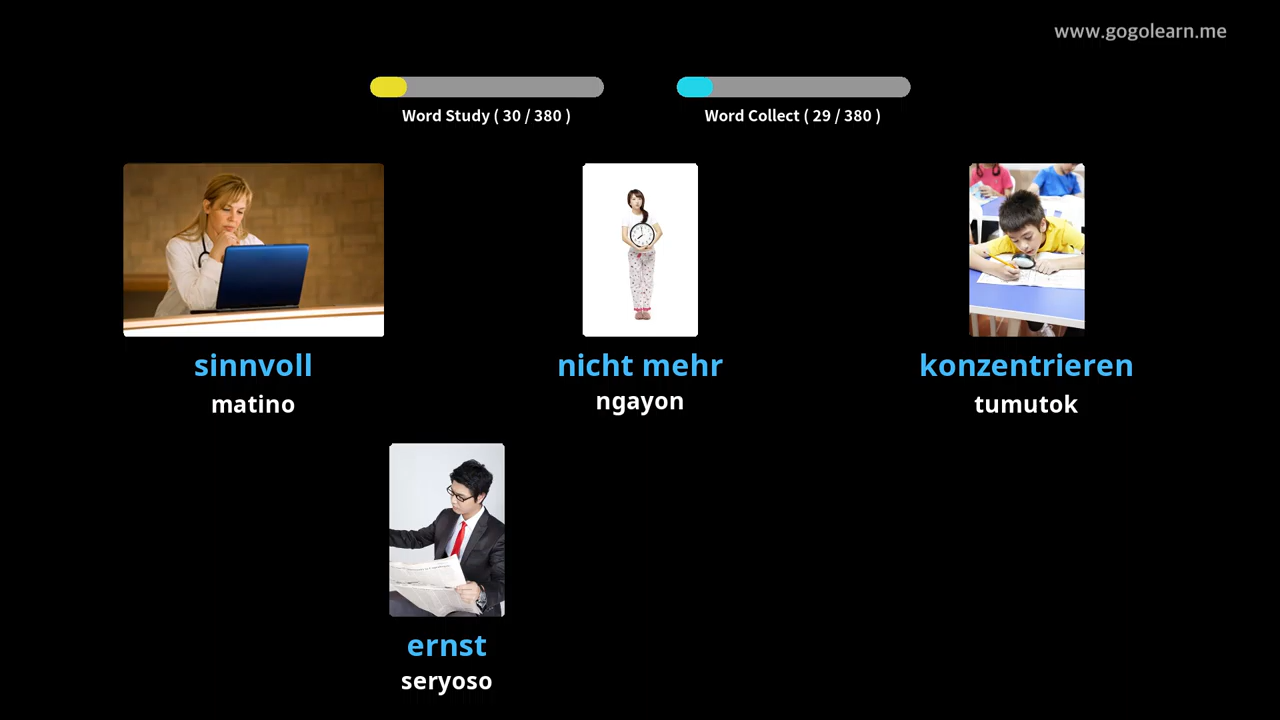 www.gogolearn.me
Word Study ( 30 / 380 )
Word Collect ( 29 / 380 )
sinnvoll
matino
nicht mehr
ngayon
konzentrieren
tumutok
ernst
seryoso